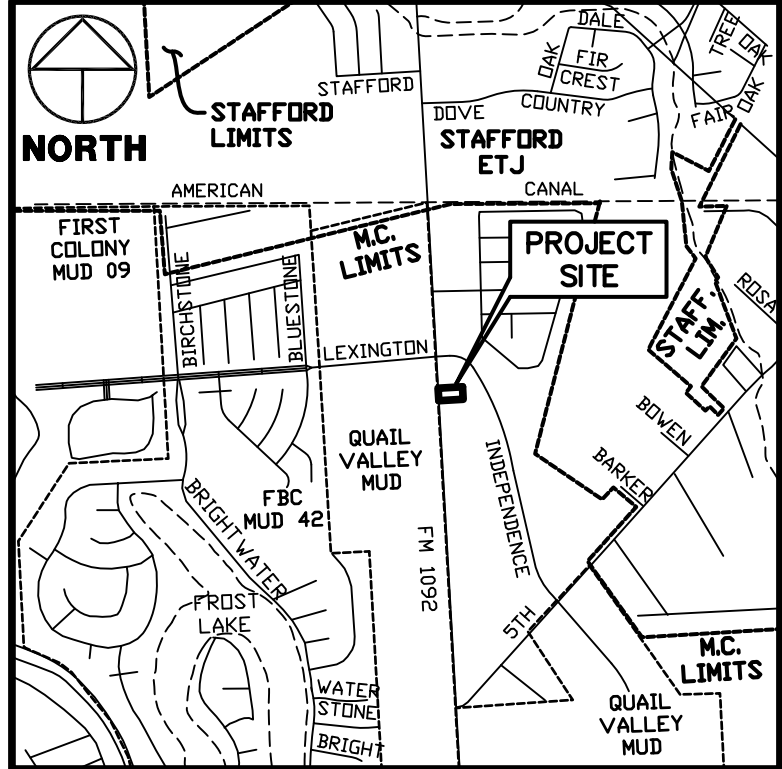 NORTH
STAFFORD
LIMITS
STAFFORD
DOVE
STAFFORD
ETJ
DALE
OAK
FIR
CREST
COUNTRY
TREE
OAK
FAIR OAK
AMERICAN
CANAL
FIRST
COLONY
MUD 09
BIRCHSTONE
BLUESTONE
M.C.
LIMITS
PROJECT
SITE
ROSA
STAFF.
LIM.
LEXINGTON
QUAIL
VALLEY
MUD
FBC
MUD 42
BRIGHTWATER
FROST
LAKE
FM 1092
INDEPENDENCE
BOWEN
BARKER
5TH
M.C.
LIMITS
WATER
STONE
BRIGHT
QUAIL
VALLEY
MUD